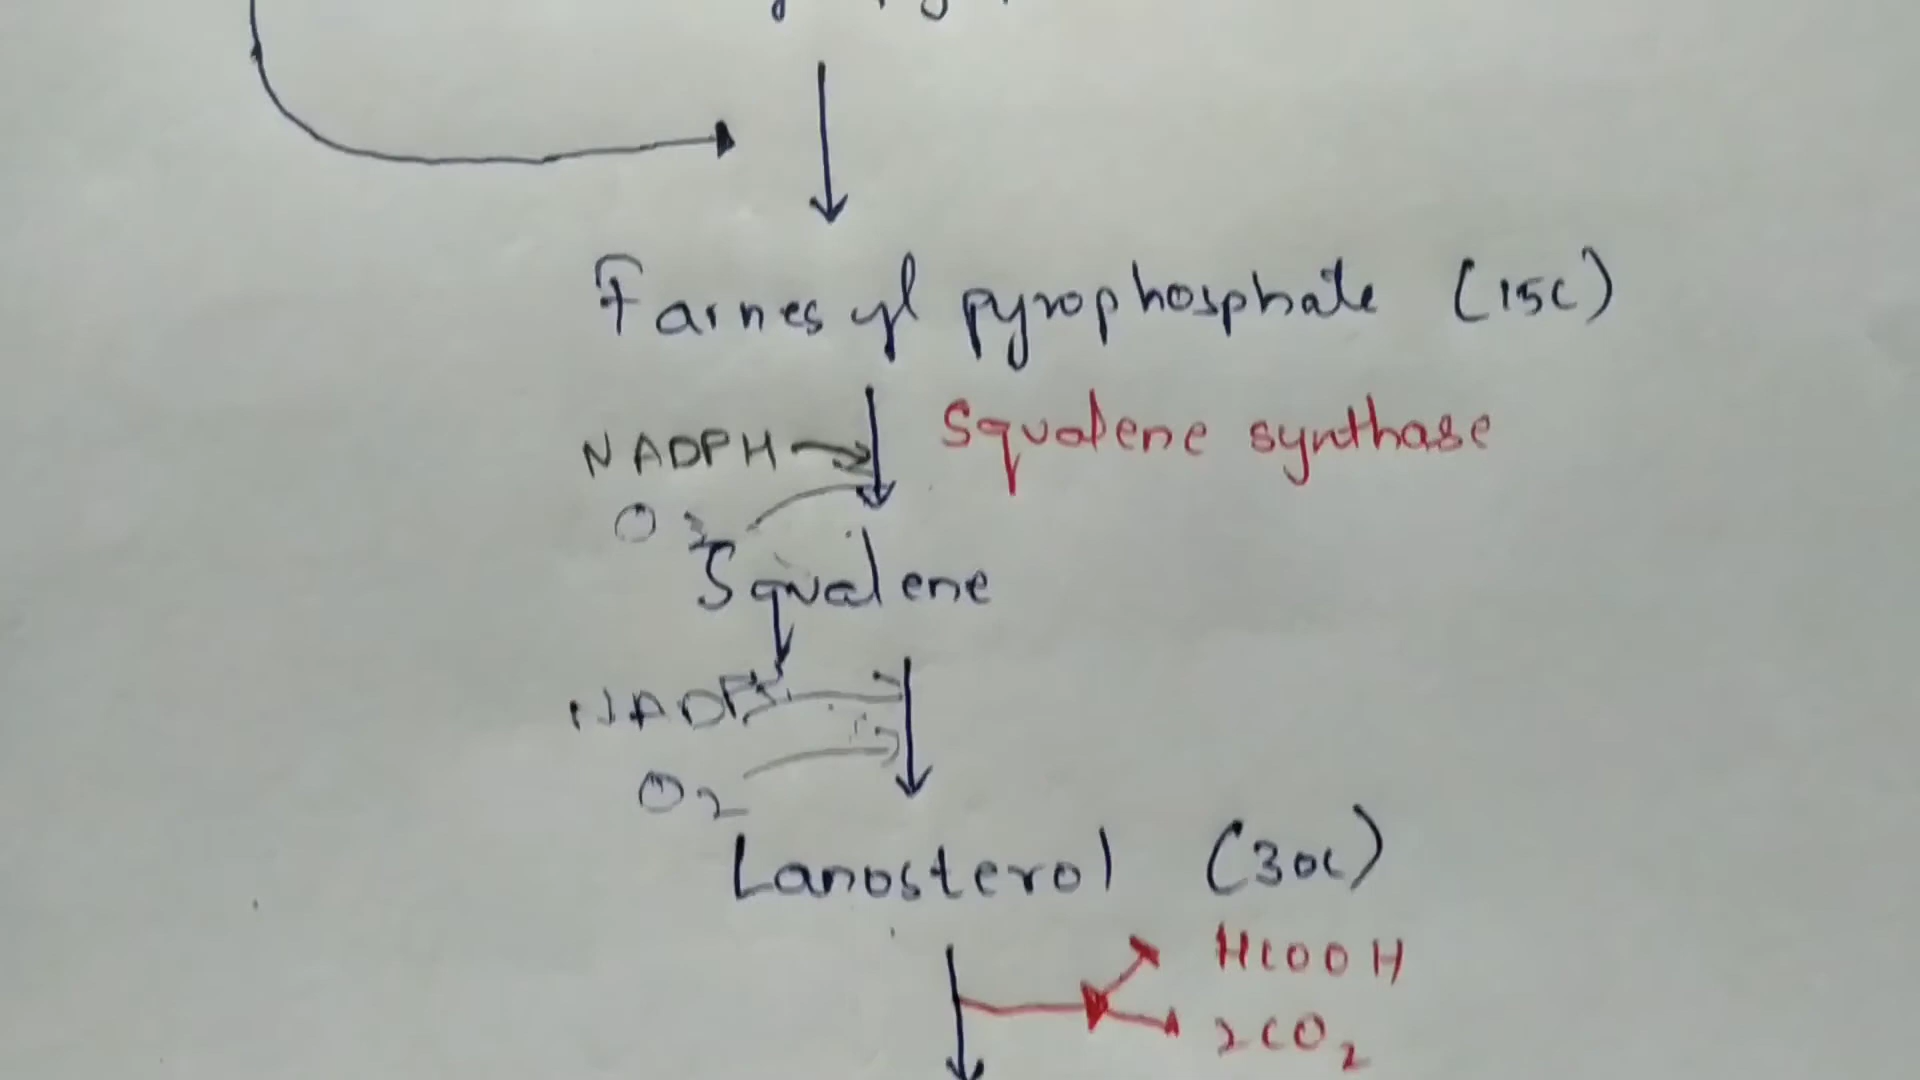 Farnesyl pyrophosphate (15C)
NADPH Squalene synthase
O2
Squalene
NADPH
O2
Lanosterol (30C)
HCOOH
2CO2